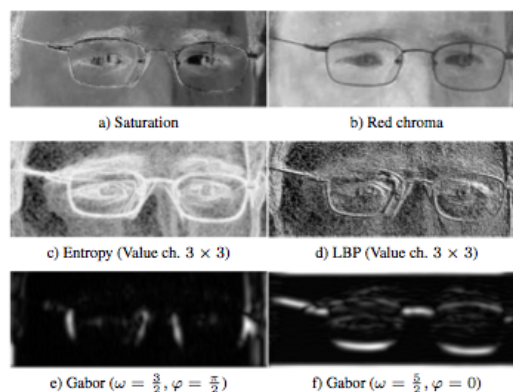 a) Saturation
b) Red chroma
c) Entropy (Value ch. 3 × 3)
d) LBP (Value ch. 3 × 3)
e) Gabor (ω = 3/2, φ = π/2)
f) Gabor (ω = 5/2, φ = 0)